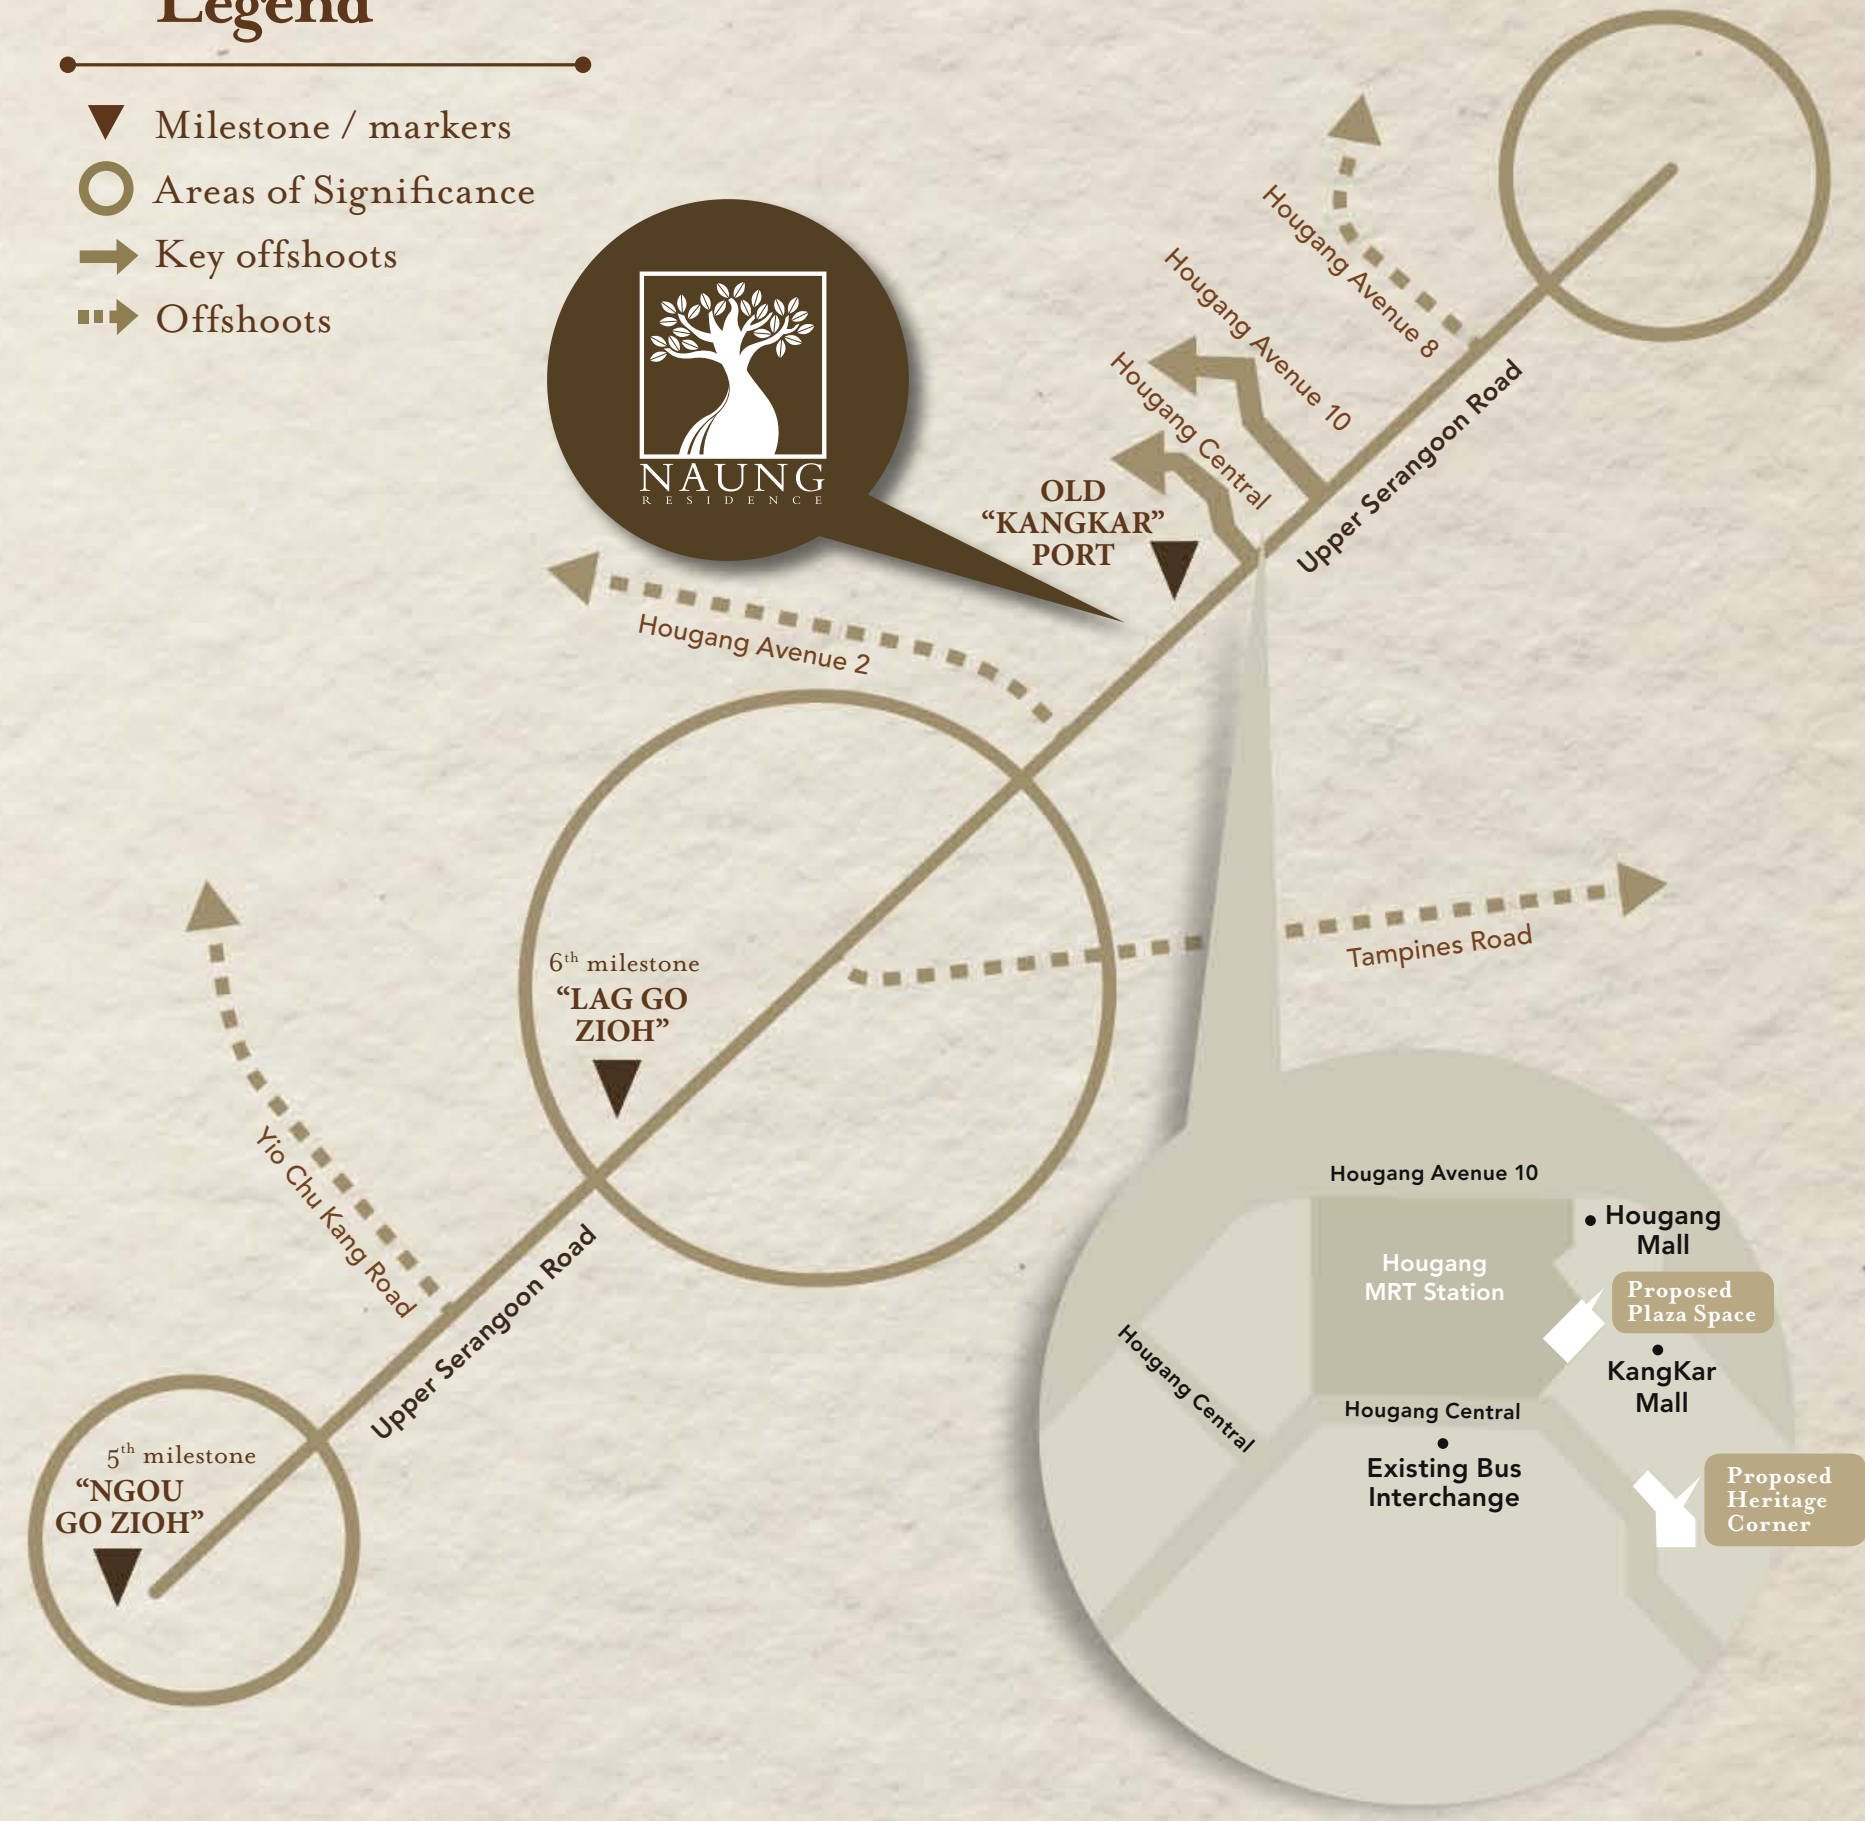 Legend
Milestone / markers
Areas of Significance
Key offshoots
Offshoots
NAUNG
RESIDENCE
Hougang Avenue 8
Hougang Avenue 10
Hougang Central
OLD
“KANGKAR”
PORT
Upper Serangoon Road
Hougang Avenue 2
Tampines Road
6th milestone
“LAG GO
ZIOH”
Yio Chu Kang Road
Upper Serangoon Road
5th milestone
“NGOU
GO ZIOH”
Hougang Avenue 10
Hougang
Mall
Hougang
MRT Station
Proposed
Plaza Space
KangKar
Mall
Hougang Central
Hougang Central
Existing Bus
Interchange
Proposed
Heritage
Corner